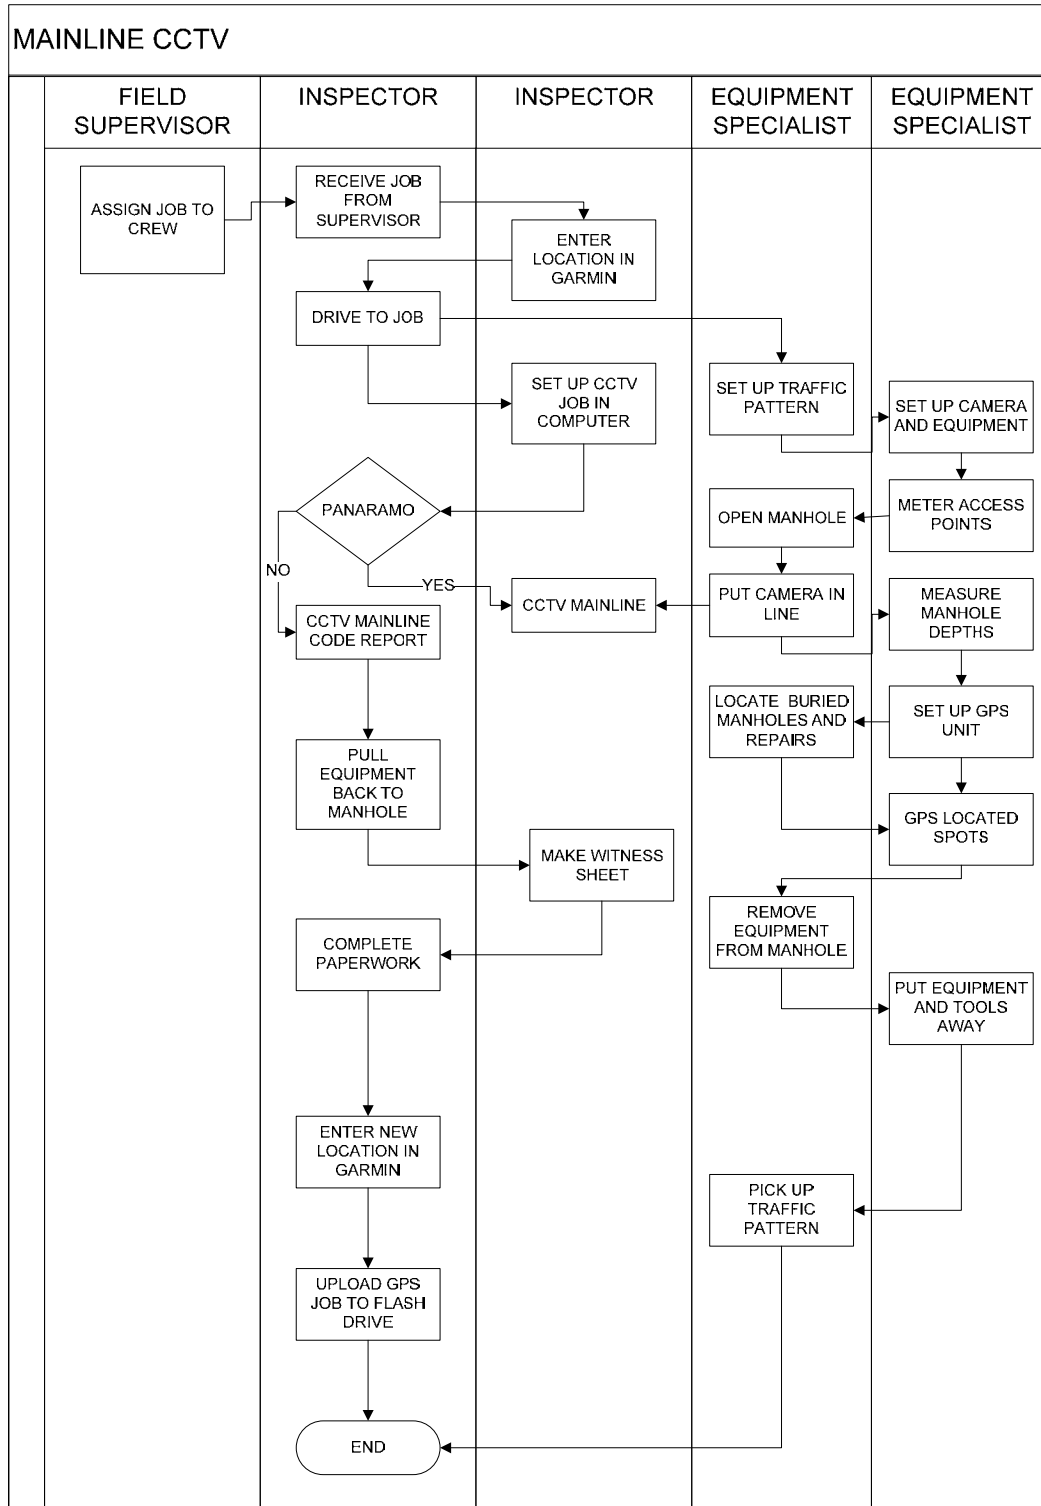 MAINLINE CCTV
FIELD
SUPERVISOR
INSPECTOR
INSPECTOR
EQUIPMENT
SPECIALIST
EQUIPMENT
SPECIALIST
ASSIGN JOB TO
CREW
RECEIVE JOB
FROM
SUPERVISOR
ENTER
LOCATION IN
GARMIN
DRIVE TO JOB
SET UP CCTV
JOB IN
COMPUTER
SET UP TRAFFIC
PATTERN
SET UP CAMERA
AND EQUIPMENT
PANARAMO
OPEN MANHOLE
METER ACCESS
POINTS
NO
YES
CCTV MAINLINE
PUT CAMERA IN
LINE
MEASURE
MANHOLE
DEPTHS
CCTV MAINLINE
CODE REPORT
LOCATE BURIED
MANHOLES AND
REPAIRS
SET UP GPS
UNIT
PULL
EQUIPMENT
BACK TO
MANHOLE
GPS LOCATED
SPOTS
MAKE WITNESS
SHEET
REMOVE
EQUIPMENT
FROM MANHOLE
COMPLETE
PAPERWORK
PUT EQUIPMENT
AND TOOLS
AWAY
ENTER NEW
LOCATION IN
GARMIN
PICK UP
TRAFFIC
PATTERN
UPLOAD GPS
JOB TO FLASH
DRIVE
END